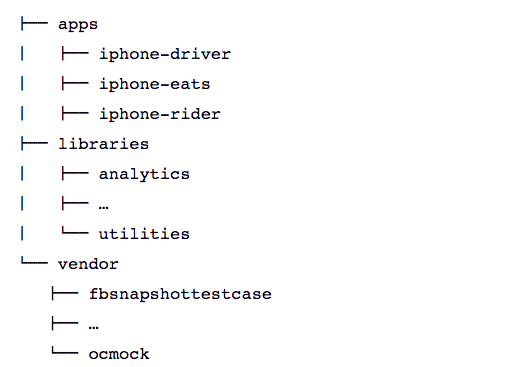 ├── apps
│   ├── iphone-driver
│   ├── iphone-eats
│   ├── iphone-rider
├── libraries
│   ├── analytics
│   ├── …
│   └── utilities
└── vendor
   ├── fbsnapshottestcase
   ├── …
   └── ocmock